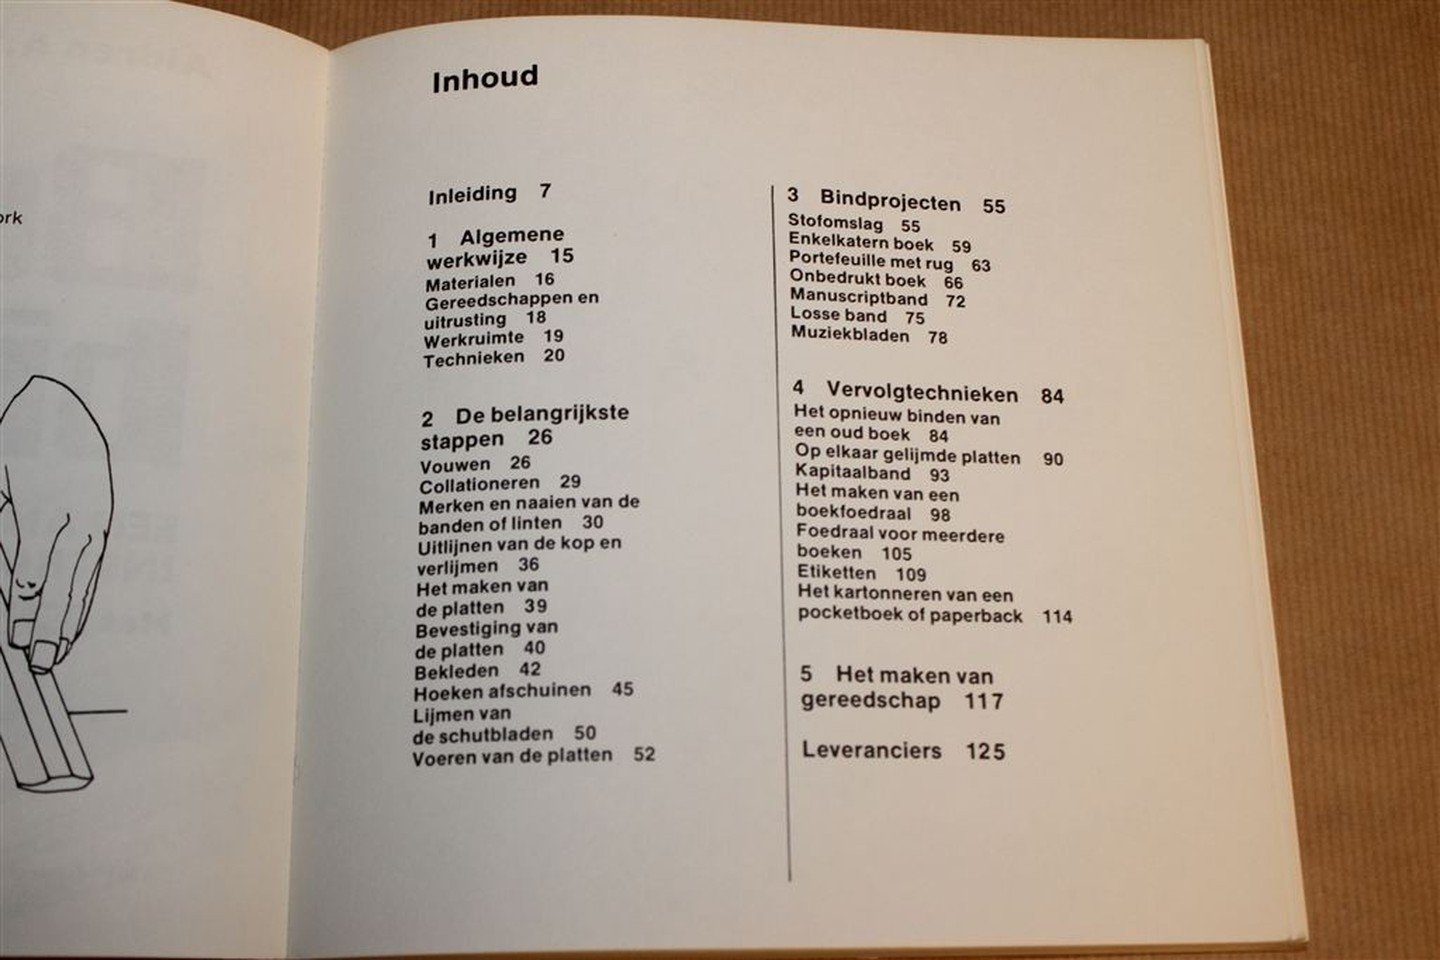 ork
Inhoud
Inleiding 7
1 Algemene
werkwijze 15
Materialen 16
Gereedschappen en
uitrusting 18
Werkruimte 19
Technieken 20
2 De belangrijkste
stappen 26
Vouwen 26
Collationeren 29
Merken en naaien van de
banden of linten 30
Uitlijnen van de kop en
verlijmen 36
Het maken van
de platten 39
Bevestiging van
de platten 40
Bekleden 42
Hoeken afschuinen 45
Lijmen van
de schutbladen 50
Voeren van de platten 52
3 Bindprojecten 55
Stofomslag 55
Enkelkatern boek 59
Portefeuille met rug 63
Onbedrukt boek 66
Manuscriptband 72
Losse band 75
Muziekbladen 78
4 Vervolgtechnieken 84
Het opnieuw binden van
een oud boek 84
Op elkaar gelijmde platten 90
Kapitaalband 93
Het maken van een
boekfoedraal 98
Foedraal voor meerdere
boeken 105
Etiketten 109
Het kartonneren van een
pocketboek of paperback 114
5 Het maken van
gereedschap 117
Leveranciers 125